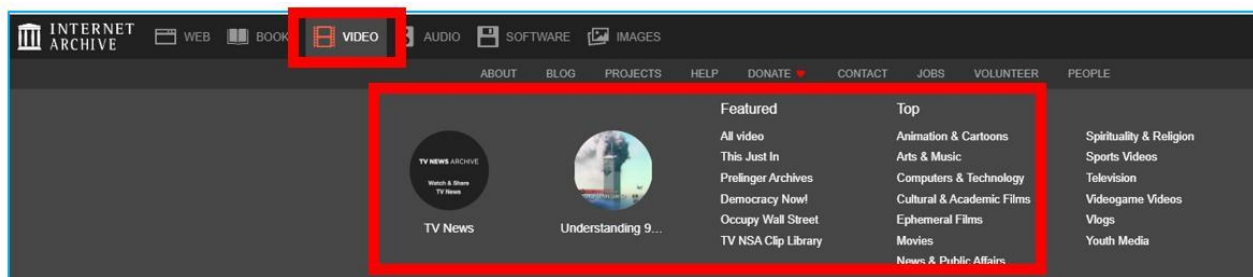 INTERNET
ARCHIVE
WEB
BOOK
VIDEO
AUDIO
SOFTWARE
IMAGES
ABOUT BLOG PROJECTS HELP DONATE CONTACT JOBS VOLUNTEER PEOPLE
TV NEWS ARCHIVE
Watch & Share
TV News
TV News
Understanding 9...
Featured
All video
This Just In
Prelinger Archives
Democracy Now!
Occupy Wall Street
TV NSA Clip Library
Top
Animation & Cartoons
Arts & Music
Computers & Technology
Cultural & Academic Films
Ephemeral Films
Movies
News & Public Affairs
Spirituality & Religion
Sports Videos
Television
Videogame Videos
Vlogs
Youth Media